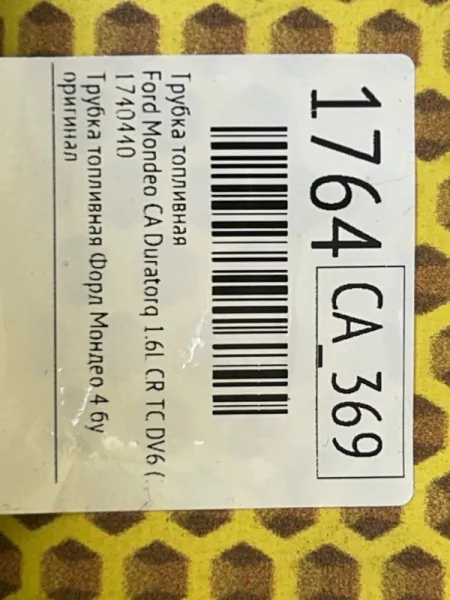 1764 CA_369
Трубка топливная
Ford Mondeo CA Duratorq 1.6L CR TC DV6 (.
1740440
Трубка топливная Форд Мондео 4 бу
оригинал